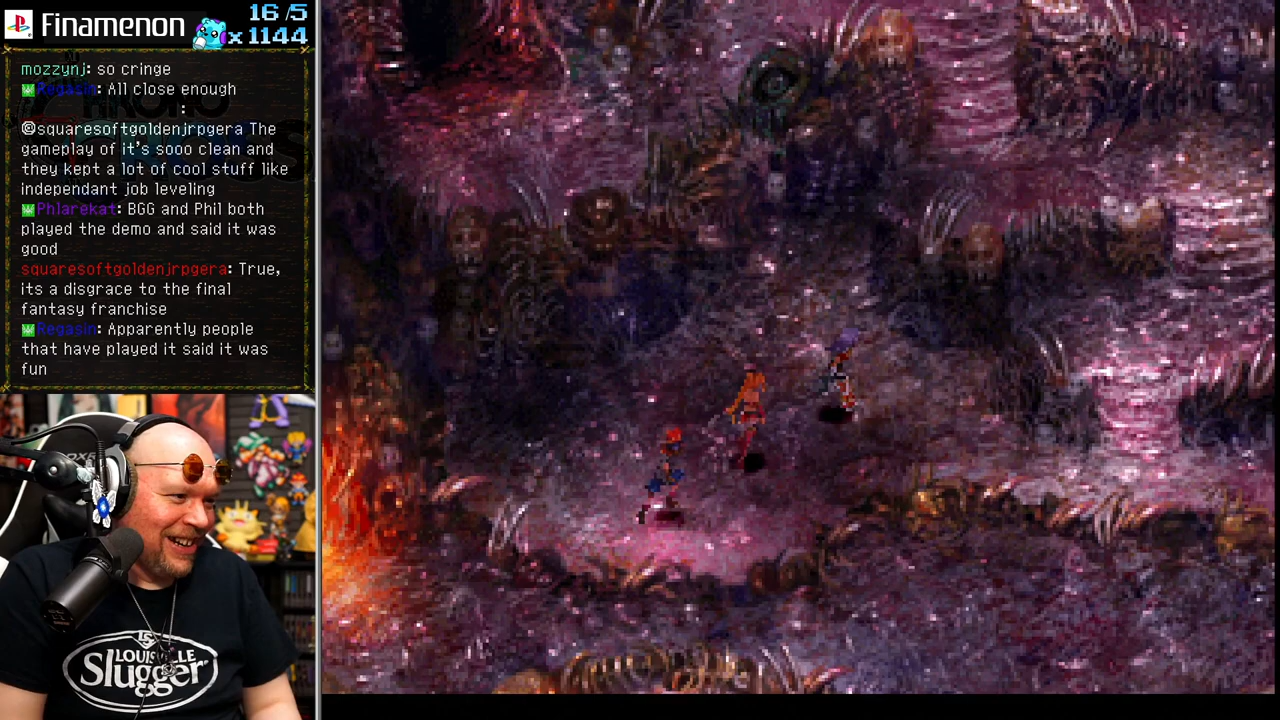 Finamenon
16/5
x1144
mozzynj: so cringe
Regasin: All close enough
:
@squaresoftgoldenjrpgera The
gameplay of it's sooo clean and
they kept a lot of cool stuff like
independant job leveling
Phlarekat: BGG and Phil both
played the demo and said it was
good
squaresoftgoldenjrpgera: True,
its a disgrace to the final
fantasy franchise
Regasin: Apparently people
that have played it said it was
fun
LS
LOUISVILLE
Slugger